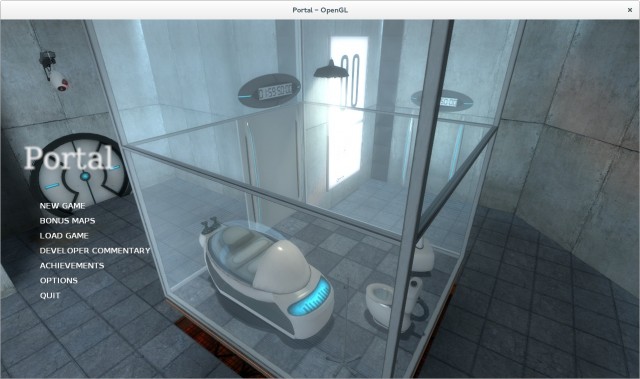 Portal - OpenGL
Portal
NEW GAME
BONUS MAPS
LOAD GAME
DEVELOPER COMMENTARY
ACHIEVEMENTS
OPTIONS
QUIT